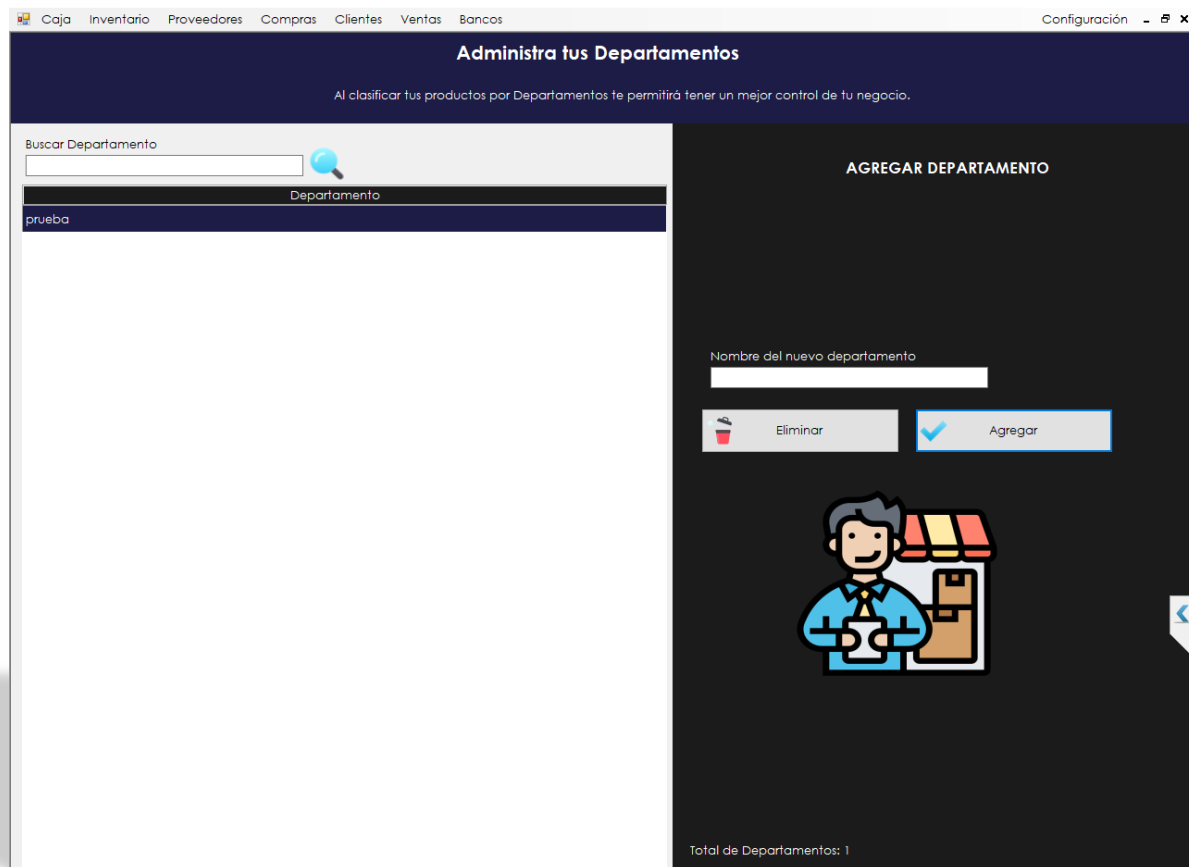 Caja Inventario Proveedores Compras Clientes Ventas Bancos Configuración
Administra tus Departamentos
Al clasificar tus productos por Departamentos te permitirá tener un mejor control de tu negocio.
Buscar Departamento
Departamento
prueba
AGREGAR DEPARTAMENTO
Nombre del nuevo departamento
Eliminar Agregar
Total de Departamentos: 1